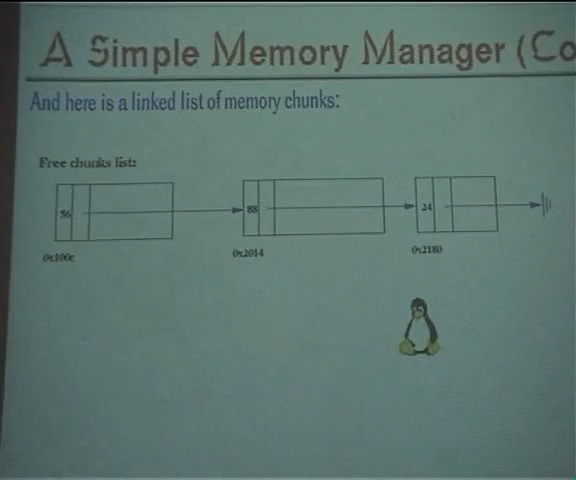 A Simple Memory Manager (Co
And here is a linked list of memory chunks:
Free chunks list:
56 88 24
0x100c 0x2014 0x2180